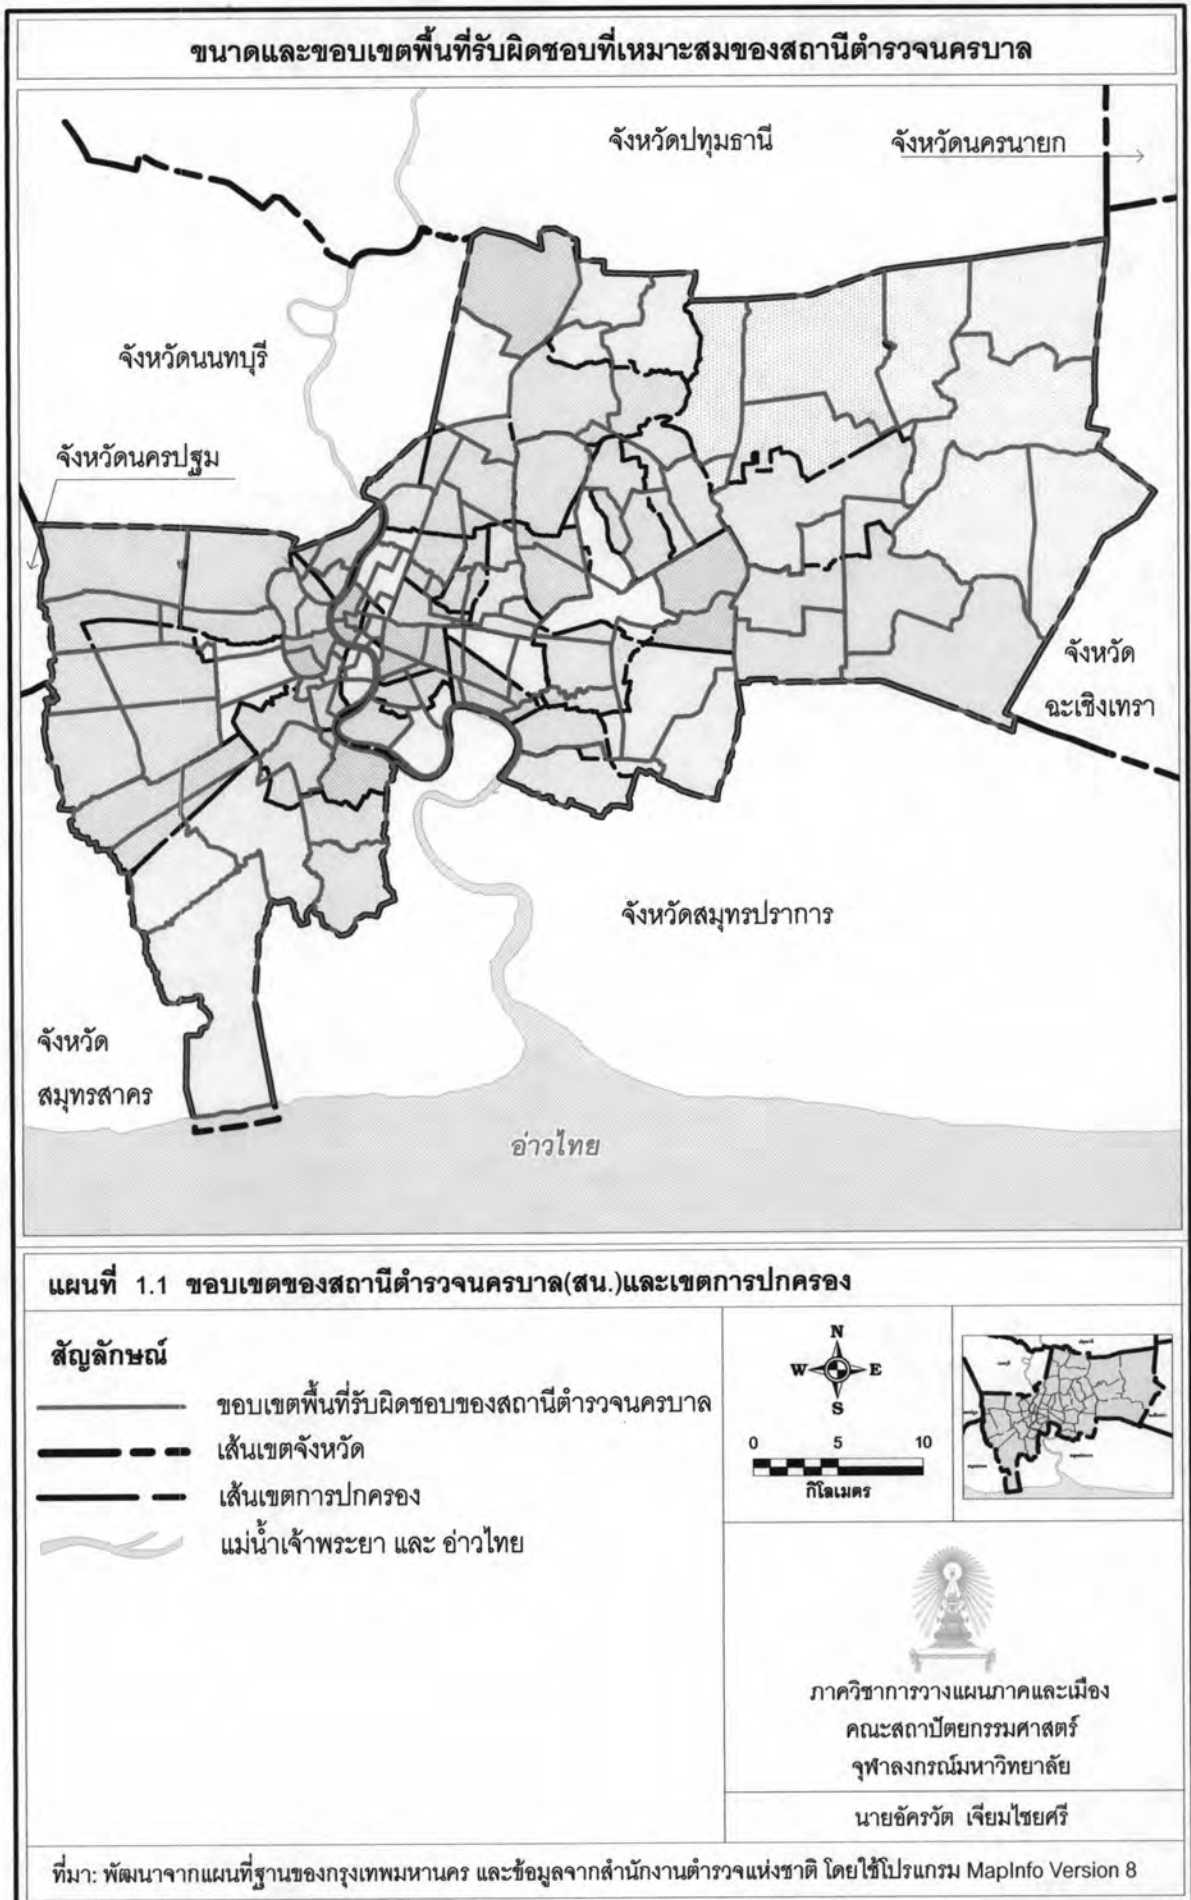 ขนาดและขอบเขตพื้นที่รับผิดชอบที่เหมาะสมของสถานีตำรวจนครบาล
จังหวัดปทุมธานี
จังหวัดนครนายก
จังหวัดนนทบุรี
จังหวัดนครปฐม
จังหวัด
ฉะเชิงเทรา
จังหวัดสมุทรปราการ
จังหวัด
สมุทรสาคร
อ่าวไทย
แผนที่ 1.1 ขอบเขตของสถานีตำรวจนครบาล(สน.)และเขตการปกครอง
สัญลักษณ์
ขอบเขตพื้นที่รับผิดชอบของสถานีตำรวจนครบาล
เส้นเขตจังหวัด
เส้นเขตการปกครอง
แม่น้ำเจ้าพระยา และ อ่าวไทย
N
W E
S
0 5 10
กิโลเมตร
ภาควิชาการวางแผนภาคและเมือง
คณะสถาปัตยกรรมศาสตร์
จุฬาลงกรณ์มหาวิทยาลัย
นายอัครวัต เจียมไชยศรี
ที่มา: พัฒนาจากแผนที่ฐานของกรุงเทพมหานคร และข้อมูลจากสำนักงานตำรวจแห่งชาติ โดยใช้โปรแกรม MapInfo Version 8